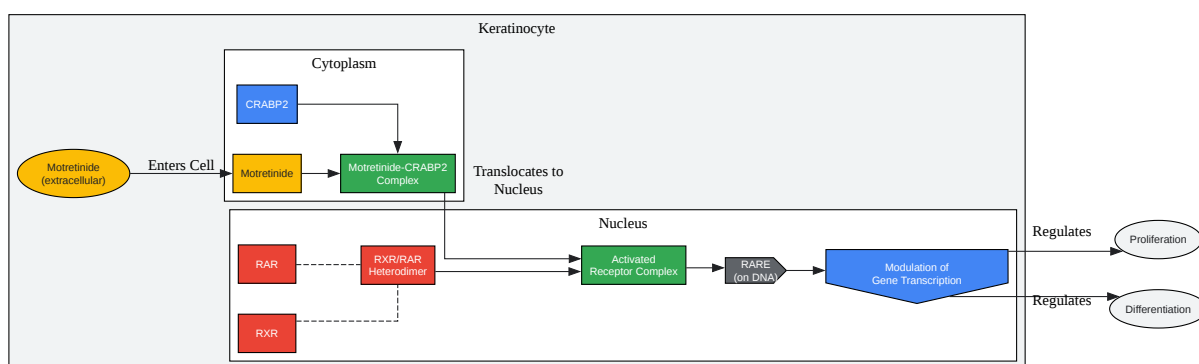 Keratinocyte
Cytoplasm
CRABP2
Motretinide
(extracellular)
Enters Cell
Motretinide
Motretinide-CRABP2
Complex
Translocates to
Nucleus
Nucleus
RAR
RXR/RAR
Heterodimer
RXR
Activated
Receptor Complex
RARE
(on DNA)
Modulation of
Gene Transcription
Regulates
Proliferation
Regulates
Differentiation